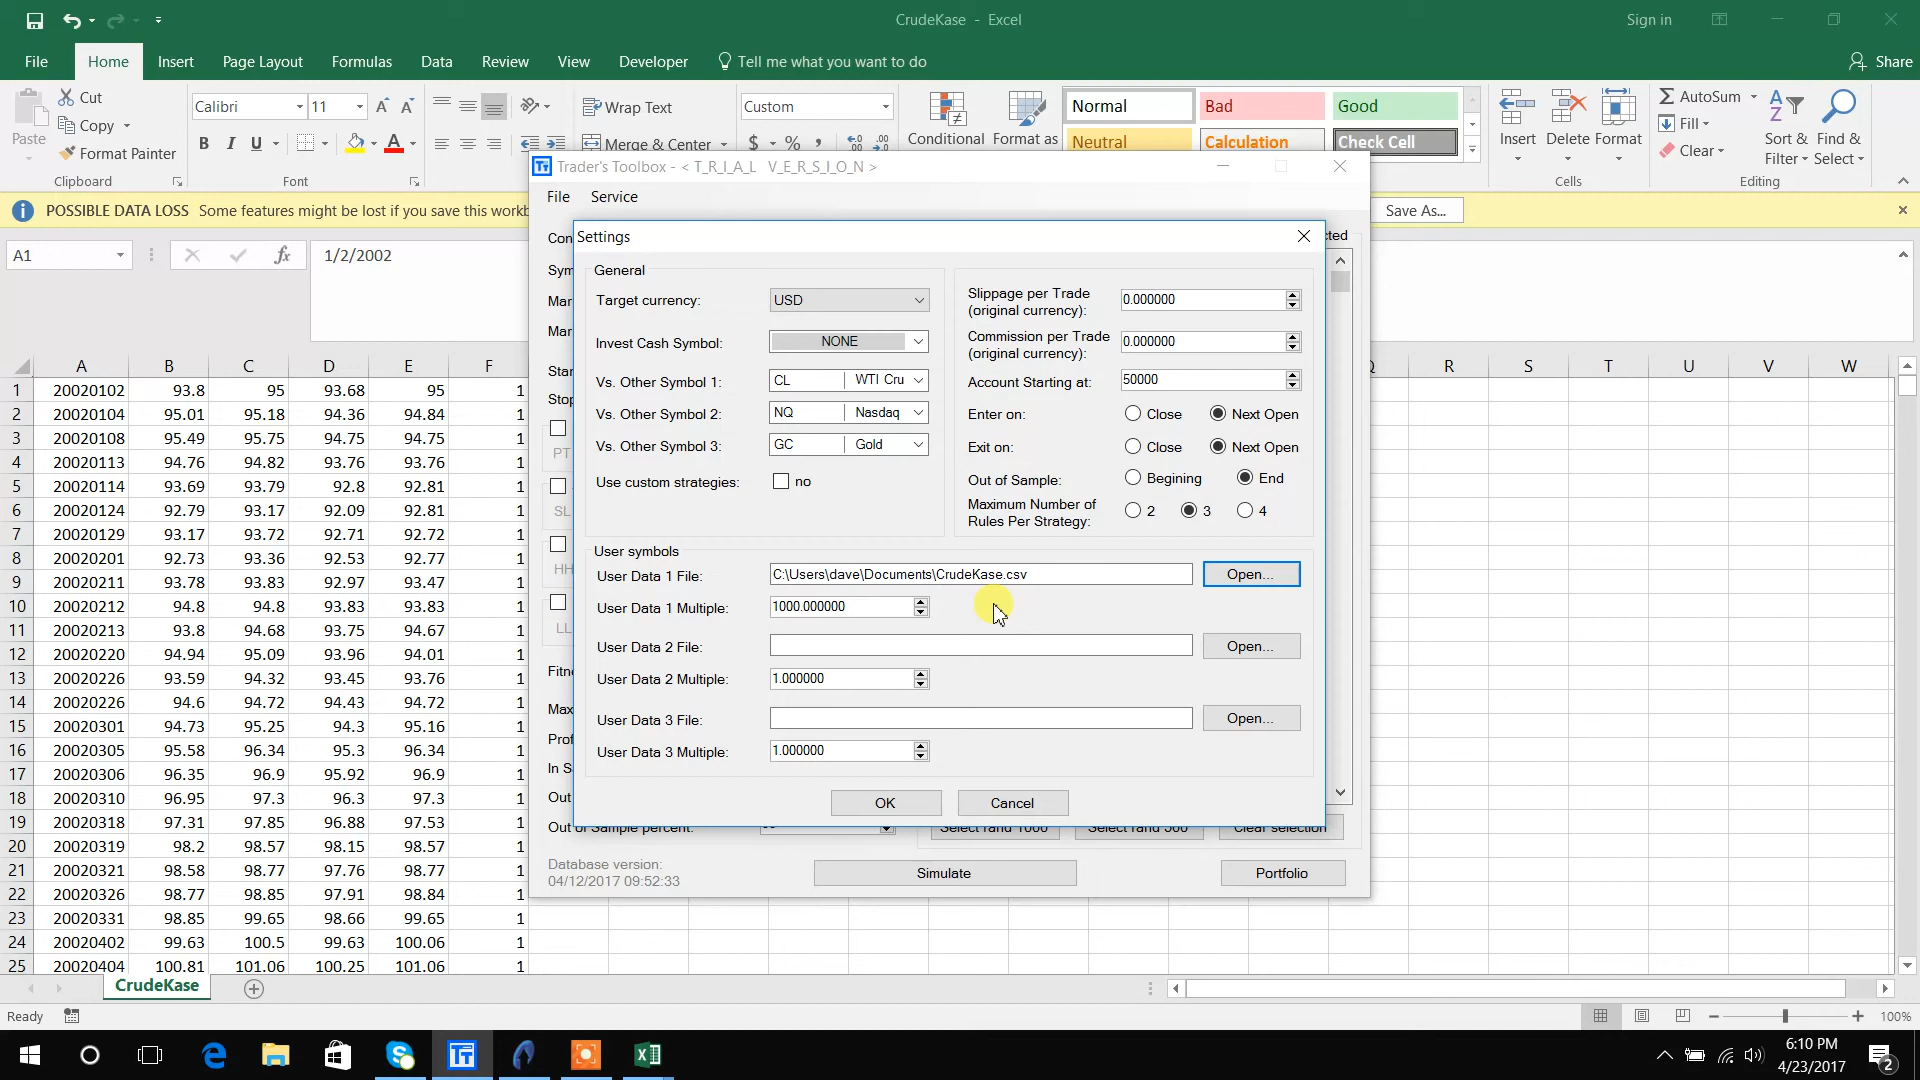 CrudeKase - Excel
Sign in
File Home Insert Page Layout Formulas Data Review View Developer Tell me what you want to do Share
Paste Cut Copy Format Painter Clipboard
Calibri 11 B I U A Font
Wrap Text Merge & Center
Custom $ %
Conditional Format as
Normal Bad Good
Neutral Calculation Check Cell
Insert Delete Format Cells
AutoSum Fill Clear Sort & Filter Find & Select Editing
POSSIBLE DATA LOSS Some features might be lost if you save this workb Save As...
A1 fx 1/2/2002
Trader's Toolbox - < T_R_I_A_L V_E_R_S_I_O_N >
File Service
Con cted
Sym
Mar
Mar
Star
Stop
PT
SL
HH
LL
Fitne
Max
Prof
In S
Out
Out of Sample percent:
Select rand 1000 Select rand 500 Clear selection
Database version:
04/12/2017 09:52:33
Simulate Portfolio
Settings
General
Target currency: USD
Invest Cash Symbol: NONE
Vs. Other Symbol 1: CL WTI Cru
Vs. Other Symbol 2: NQ Nasdaq
Vs. Other Symbol 3: GC Gold
Use custom strategies: no
Slippage per Trade
(original currency): 0.000000
Commission per Trade
(original currency): 0.000000
Account Starting at: 50000
Enter on: Close Next Open
Exit on: Close Next Open
Out of Sample: Begining End
Maximum Number of
Rules Per Strategy: 2 3 4
User symbols
User Data 1 File: C:\Users\dave\Documents\CrudeKase.csv Open...
User Data 1 Multiple: 1000.000000
User Data 2 File: Open...
User Data 2 Multiple: 1.000000
User Data 3 File: Open...
User Data 3 Multiple: 1.000000
OK Cancel
A B C D E F Q R S T U V W
1 20020102 93.8 95 93.68 95 1
2 20020104 95.01 95.18 94.36 94.84 1
3 20020108 95.49 95.75 94.75 94.75 1
4 20020113 94.76 94.82 93.76 93.76 1
5 20020114 93.69 93.79 92.8 92.81 1
6 20020124 92.79 93.17 92.09 92.81 1
7 20020129 93.17 93.72 92.71 92.72 1
8 20020201 92.73 93.36 92.53 92.77 1
9 20020211 93.78 93.83 92.97 93.47 1
10 20020212 94.8 94.8 93.83 93.83 1
11 20020213 93.8 94.68 93.75 94.67 1
12 20020220 94.94 95.09 93.96 94.01 1
13 20020226 93.59 94.32 93.45 93.76 1
14 20020226 94.6 94.72 94.43 94.72 1
15 20020301 94.73 95.25 94.3 95.16 1
16 20020305 95.58 96.34 95.3 96.34 1
17 20020306 96.35 96.9 95.92 96.9 1
18 20020310 96.95 97.3 96.3 97.3 1
19 20020318 97.31 97.85 96.88 97.53 1
20 20020319 98.2 98.57 98.15 98.57 1
21 20020321 98.58 98.77 97.76 98.77 1
22 20020326 98.77 98.85 97.91 98.84 1
23 20020331 98.85 99.65 98.66 99.65 1
24 20020402 99.63 100.5 99.63 100.06 1
25 20020404 100.81 101.06 100.25 101.06 1
CrudeKase
Ready 100%
6:10 PM
4/23/2017
2